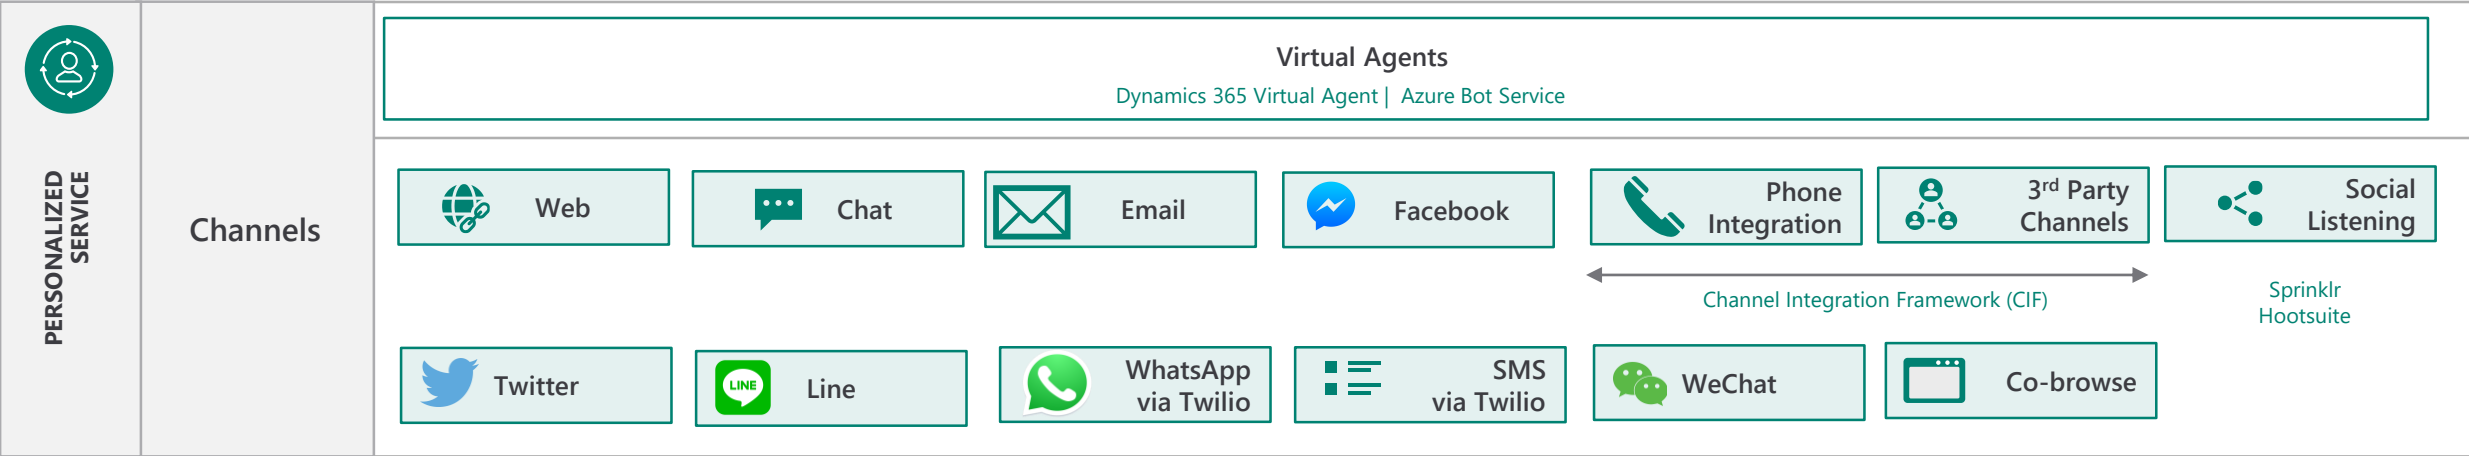 PERSONALIZED
SERVICE
Channels
Virtual Agents
Dynamics 365 Virtual Agent | Azure Bot Service
Web
Chat
Email
Facebook
Phone
Integration
3rd Party
Channels
Social
Listening
Channel Integration Framework (CIF)
Sprinklr
Hootsuite
Twitter
LINE
Line
WhatsApp
via Twilio
SMS
via Twilio
WeChat
Co-browse